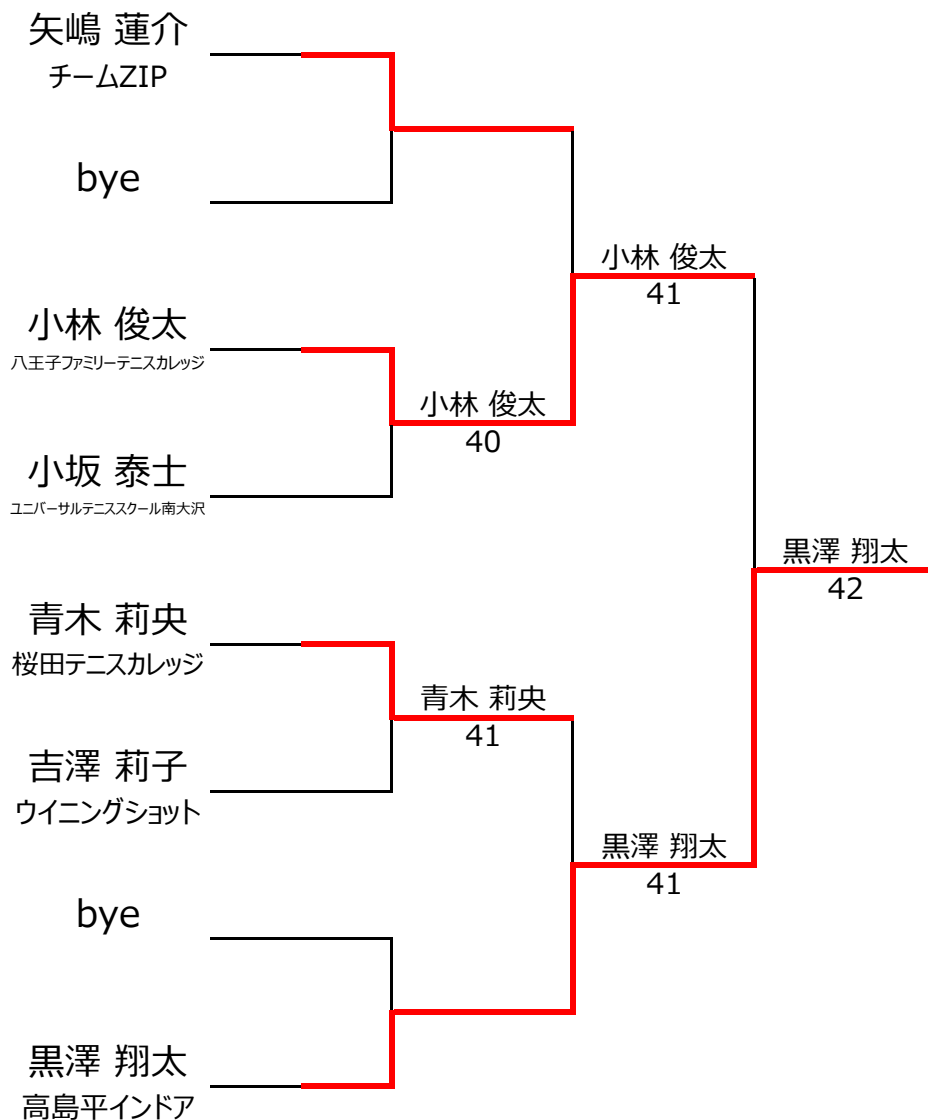 矢嶋 蓮介
チームZIP
bye
小林 俊太
八王子ファミリーテニスカレッジ
小坂 泰士
ユニバーサルテニススクール南大沢
青木 莉央
桜田テニスカレッジ
吉澤 莉子
ウイニングショット
bye
黒澤 翔太
高島平インドア
小林 俊太
40
青木 莉央
41
小林 俊太
41
黒澤 翔太
41
黒澤 翔太
42